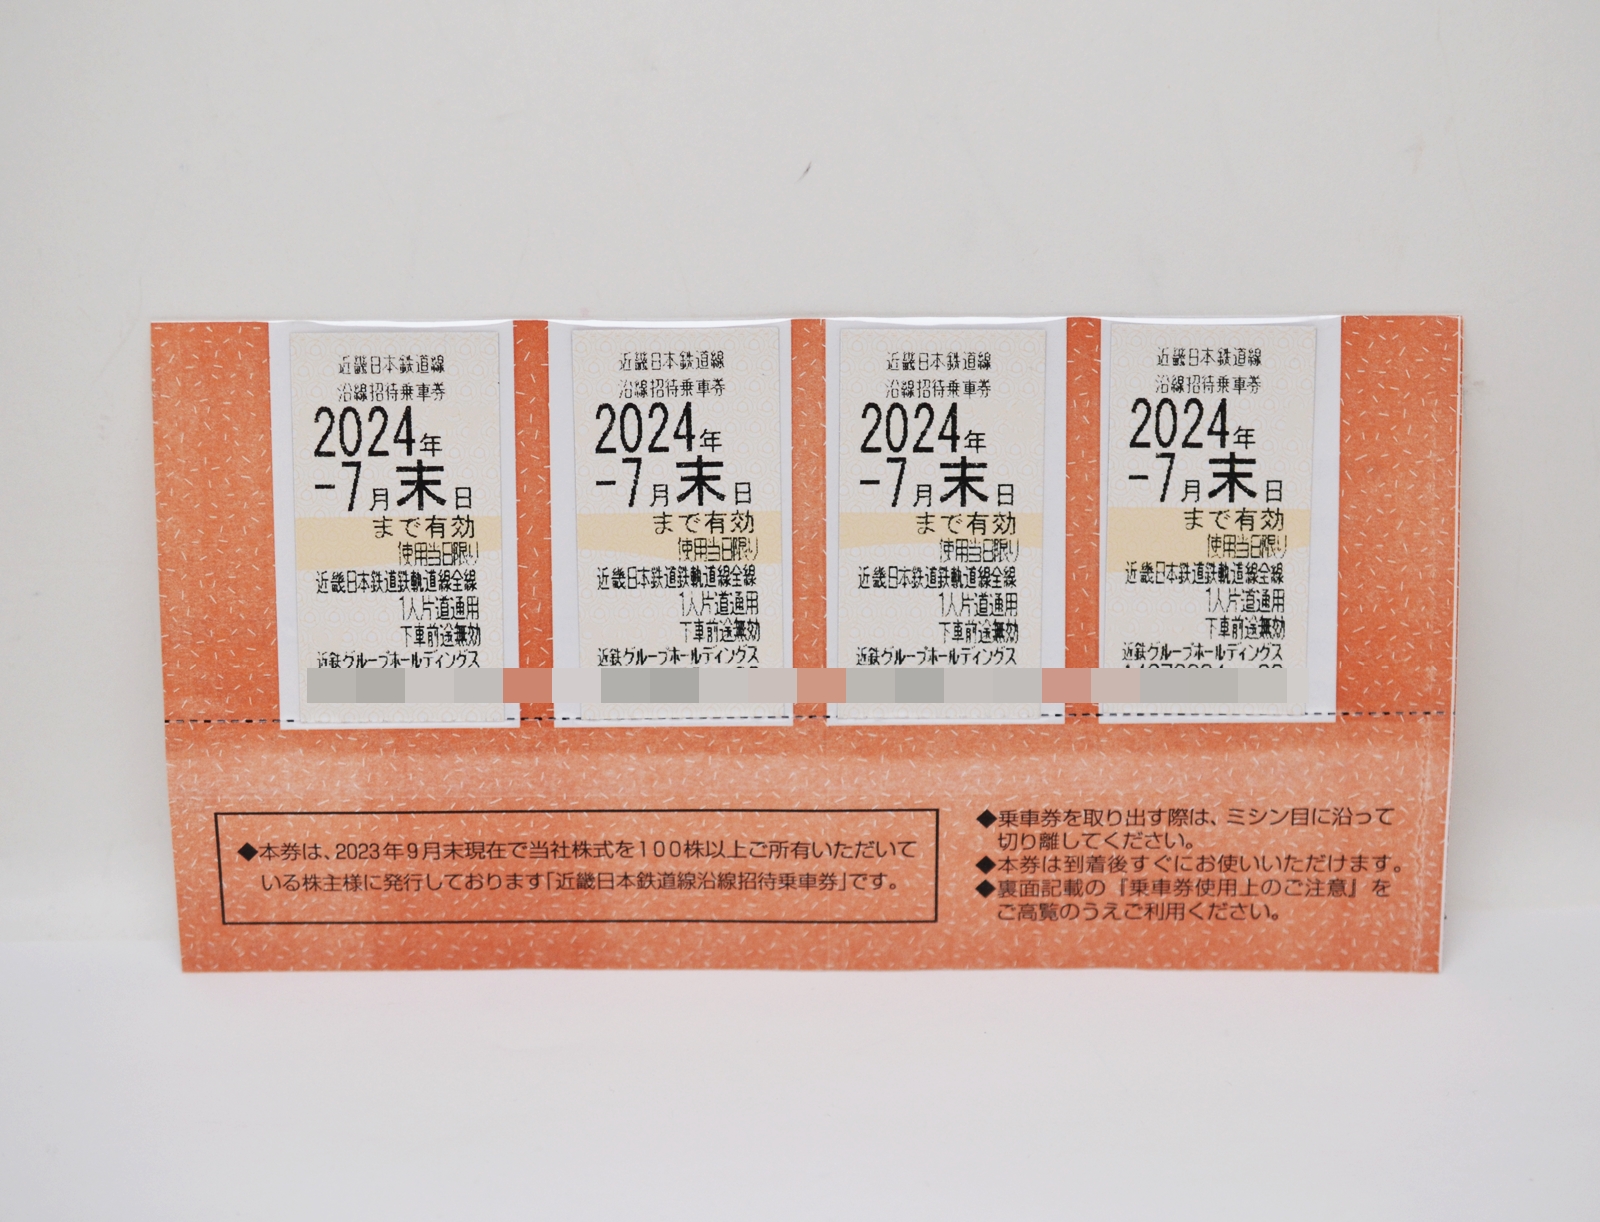 近畿日本鉄道線
沿線招待乗車券
2024年
-7月末日
まで有効
使用当日限り
近畿日本鉄道鉄軌道線全線
1人片道通用
下車前途無効
近鉄グループホールディングス
近畿日本鉄道線
沿線招待乗車券
2024年
-7月末日
まで有効
使用当日限り
近畿日本鉄道鉄軌道線全線
1人片道通用
下車前途無効
近鉄グループホールディングス
近畿日本鉄道線
沿線招待乗車券
2024年
-7月末日
まで有効
使用当日限り
近畿日本鉄道鉄軌道線全線
1人片道通用
下車前途無効
近鉄グループホールディングス
近畿日本鉄道線
沿線招待乗車券
2024年
-7月末日
まで有効
使用当日限り
近畿日本鉄道鉄軌道線全線
1人片道通用
下車前途無効
近鉄グループホールディングス
◆本券は、2023年9月末現在で当社株式を100株以上ご所有いただいて
いる株主様に発行しております「近畿日本鉄道線沿線招待乗車券」です。
◆乗車券を取り出す際は、ミシン目に沿って
切り離してください。
◆本券は到着後すぐにお使いいただけます。
◆裏面記載の『乗車券使用上のご注意』を
ご高覧のうえご利用ください。